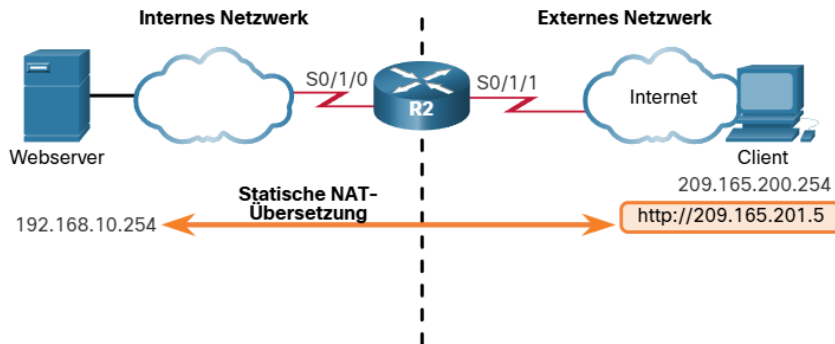 Internes Netzwerk
Externes Netzwerk
S0/1/0
S0/1/1
R2
Internet
Webserver
Client
209.165.200.254
Statische NAT-
Übersetzung
192.168.10.254
http://209.165.201.5